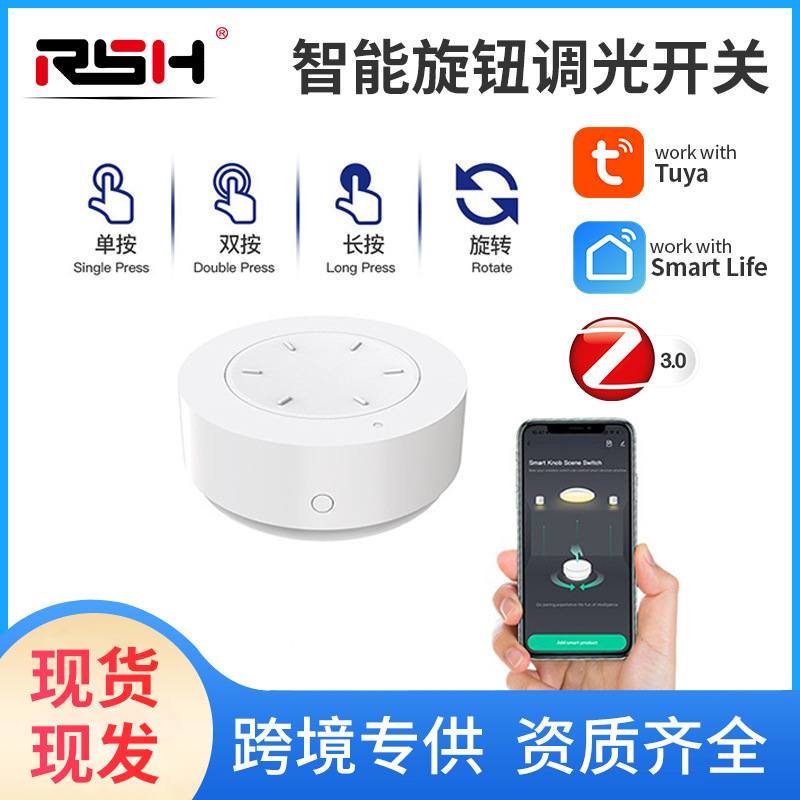 RSH®
智能旋钮调光开关
work with
Tuya
work with
Smart Life
3.0
单按
Single Press
双按
Double Press
长按
Long Press
旋转
Rotate
Smart Knob Scene Switch
Add smart product
现货
现发
跨境专供 资质齐全